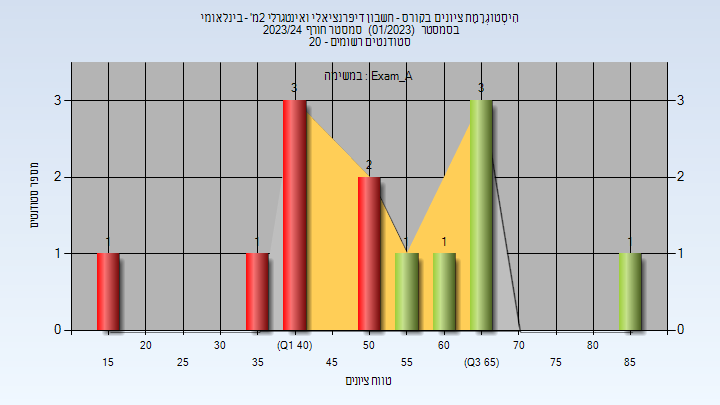 היסטוגרמת ציונים בקורס - חשבון דיפרנציאלי ואינטגרלי 2מ' - בינלאומי
בסמסטר (01/2023) סמסטר חורף 2023/24
סטודנטים רשומים - 20
במשימה : Exam_A
3 3 3 3
2 2 2
1 1 1 1 1 1 1
0 0
מספר סטודנטים
20 30 (Q1 40) 50 60 70 80
15 25 35 45 55 (Q3 65) 75 85
טווח ציונים